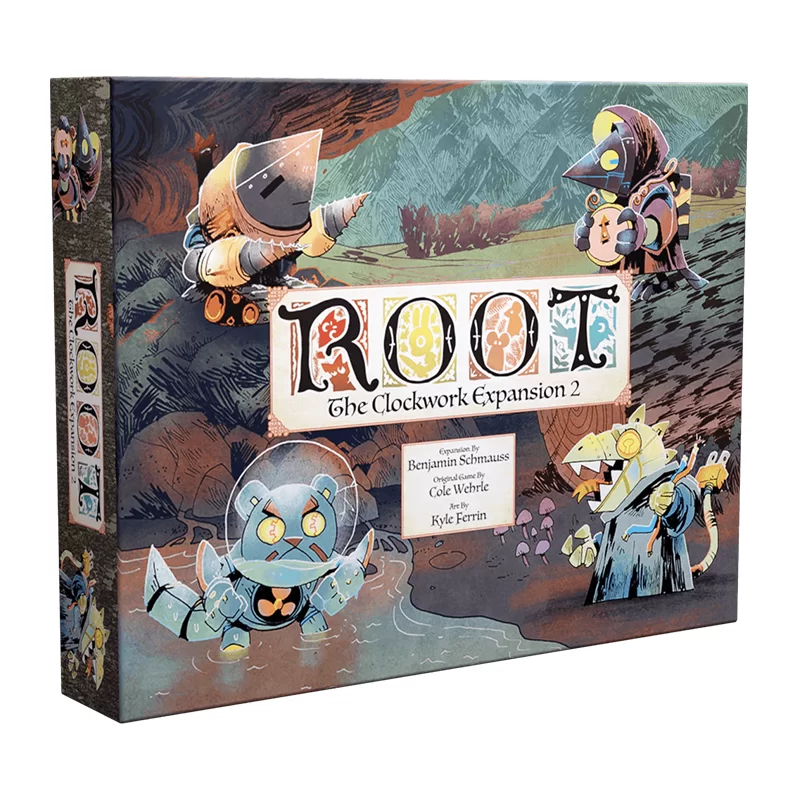 ROOT
The Clockwork Expansion 2
Expansion By
Benjamin Schmauss
Original Game By
Cole Wehrle
Art By
Kyle Ferrin
ROOT
The Clockwork Expansion 2